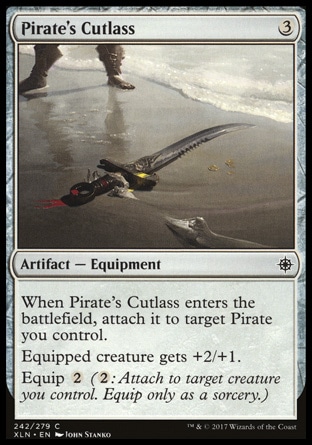 Pirate's Cutlass 3
Artifact — Equipment
When Pirate's Cutlass enters the
battlefield, attach it to target Pirate
you control.
Equipped creature gets +2/+1.
Equip 2 (2: Attach to target creature
you control. Equip only as a sorcery.)
242/279 C
XLN • EN John Stanko
™ & © 2017 Wizards of the Coast